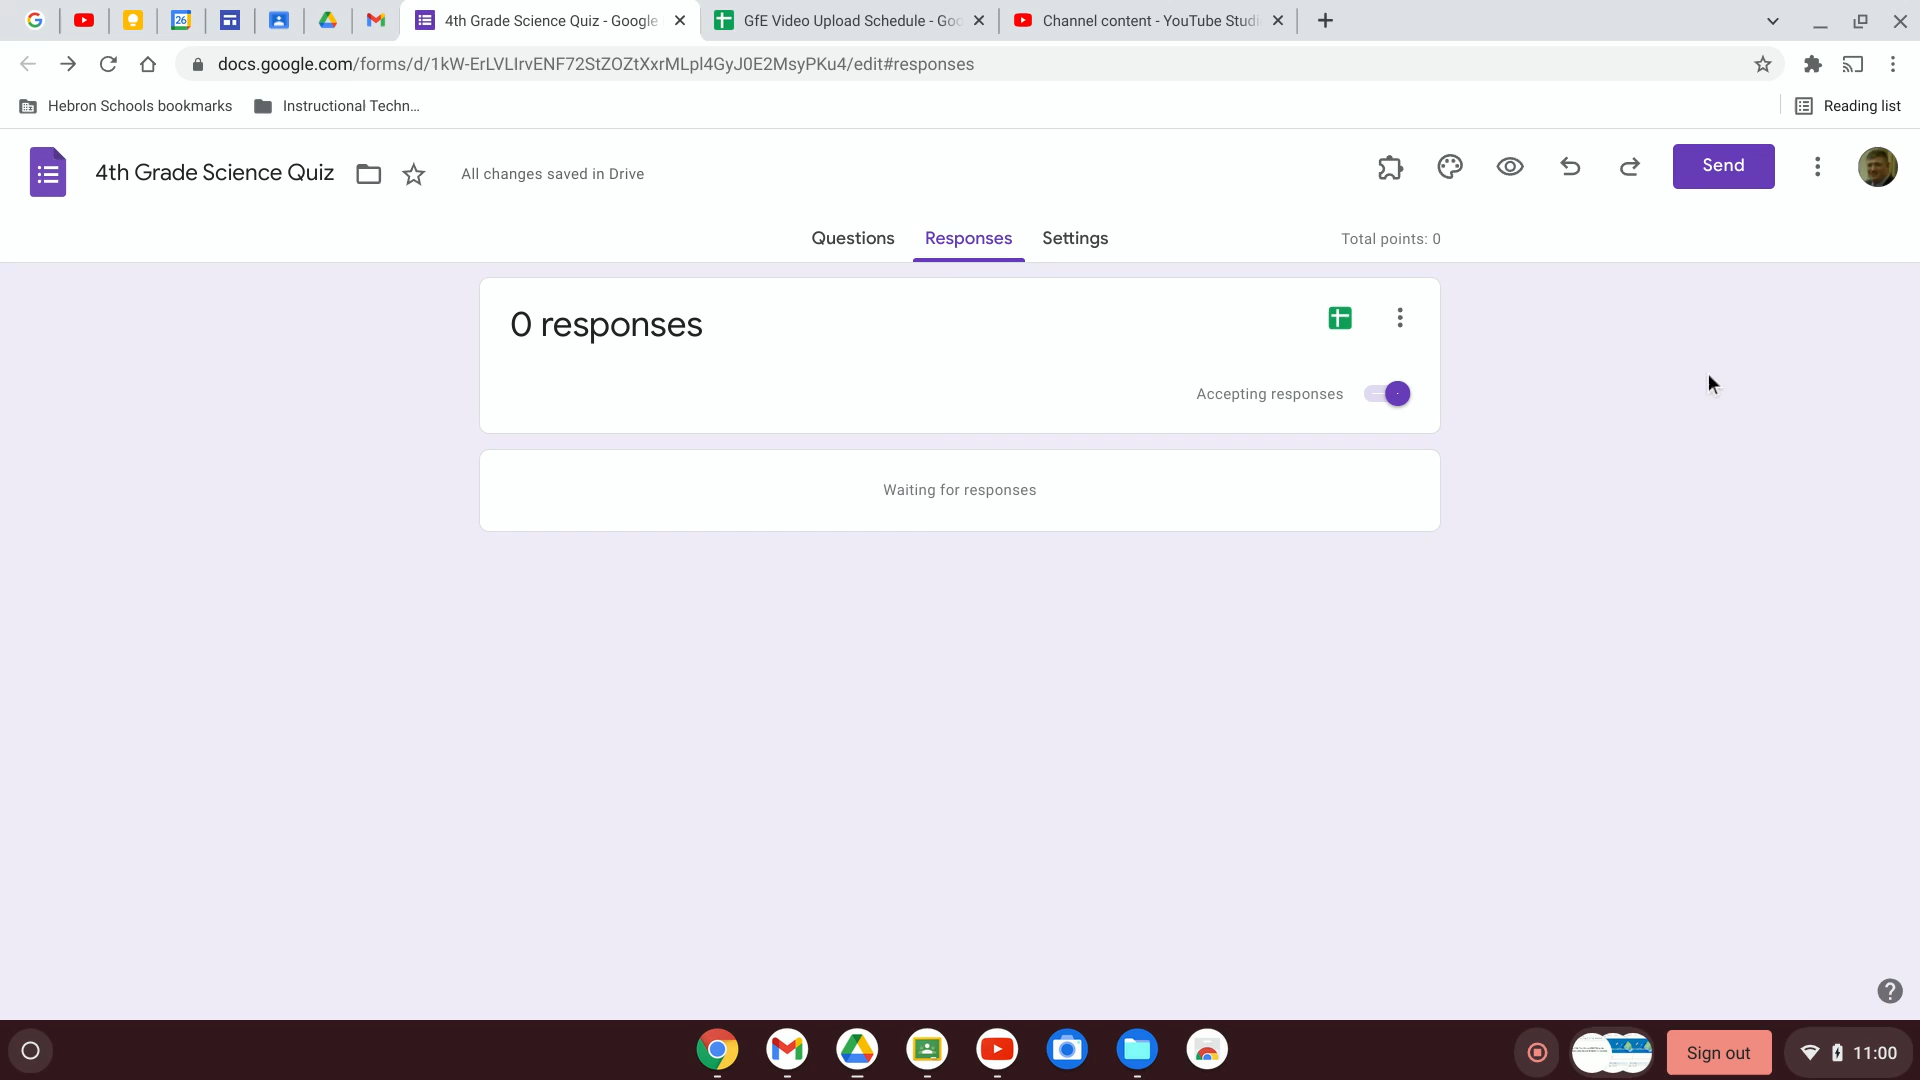 4th Grade Science Quiz - Google
GfE Video Upload Schedule - Goo
Channel content - YouTube Studi
docs.google.com/forms/d/1kW-ErLVLIrvENF72StZOZtXxrMLpl4GyJ0E2MsyPKu4/edit#responses
Hebron Schools bookmarks
Instructional Techn...
Reading list
4th Grade Science Quiz
All changes saved in Drive
Send
Questions
Responses
Settings
Total points: 0
0 responses
Accepting responses
Waiting for responses
Sign out
11:00